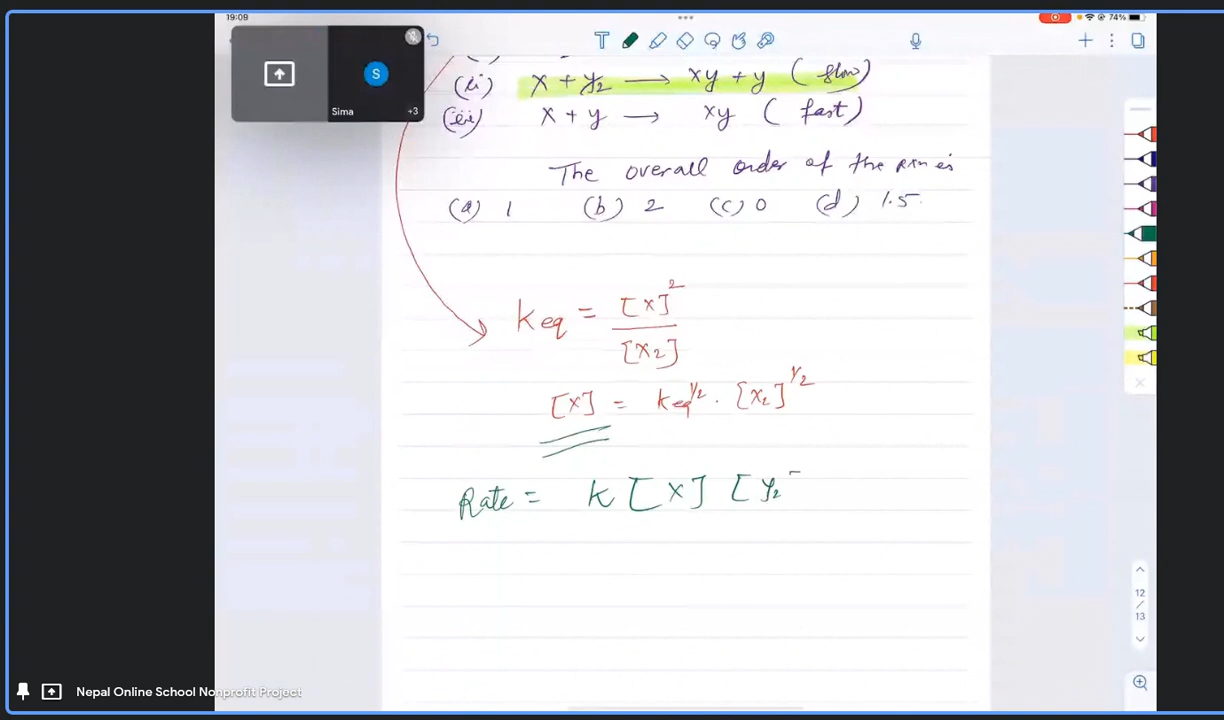 19:09
74%
(ii) X + Y₂ ⟶ XY + Y ( slow )
(iii) X + Y ⟶ XY ( fast )
Sima
+3
The overall order of the rxn is
(a) 1 (b) 2 (c) 0 (d) 1.5.
Keq = [X]² / [X₂]
[X] = Keq^1/2 . [X₂]^1/2
Rate = K [X] [Y₂
12
/
13
Nepal Online School Nonprofit Project
S